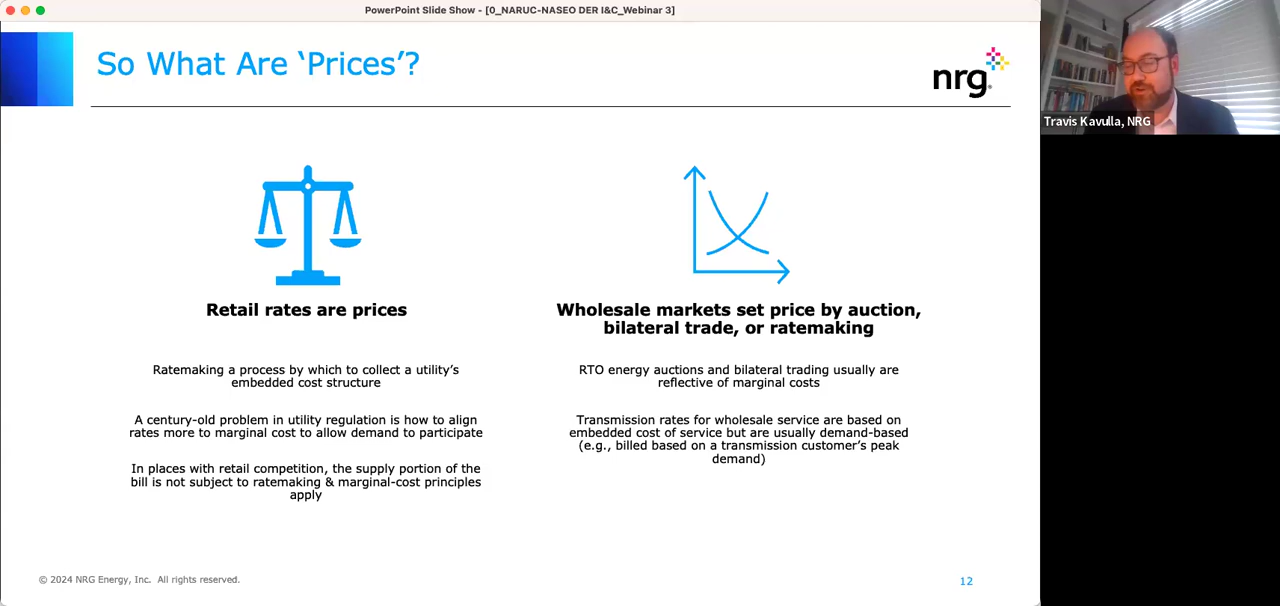 PowerPoint Slide Show - [0_NARUC-NASEO DER I&C_Webinar 3]
So What Are ‘Prices’?
nrg
Travis Kavulla, NRG
Retail rates are prices
Ratemaking a process by which to collect a utility’s
embedded cost structure
A century-old problem in utility regulation is how to align
rates more to marginal cost to allow demand to participate
In places with retail competition, the supply portion of the
bill is not subject to ratemaking & marginal-cost principles
apply
Wholesale markets set price by auction,
bilateral trade, or ratemaking
RTO energy auctions and bilateral trading usually are
reflective of marginal costs
Transmission rates for wholesale service are based on
embedded cost of service but are usually demand-based
(e.g., billed based on a transmission customer’s peak
demand)
© 2024 NRG Energy, Inc. All rights reserved.
12